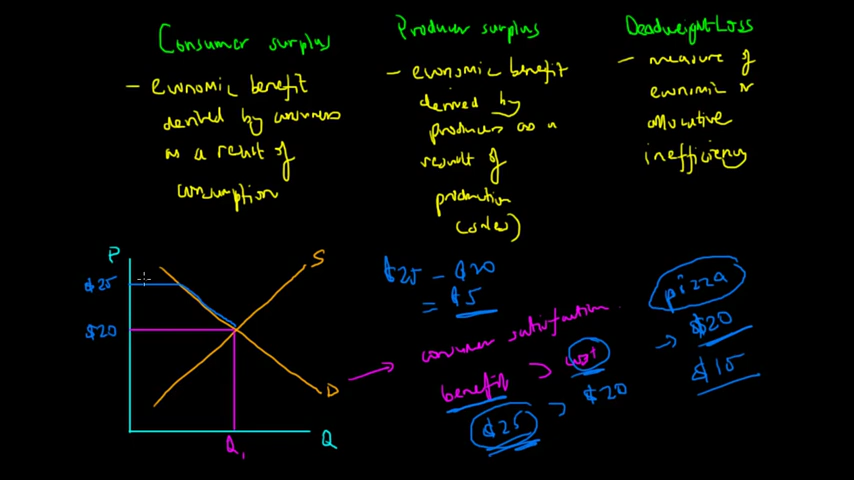 Consumer surplus
- economic benefit
derived by consumers
as a result of
consumption
Producer surplus
- economic benefit
derived by
producers as a
result of
production
(sales)
Deadweight Loss
- measure of
economic or
allocative
inefficiency
P
$25
$20
S
D
Q
Q1
$25 - $20
= $5
consumer satisfaction
benefit > cost
$25 > $20
pizza
→ $20
$15